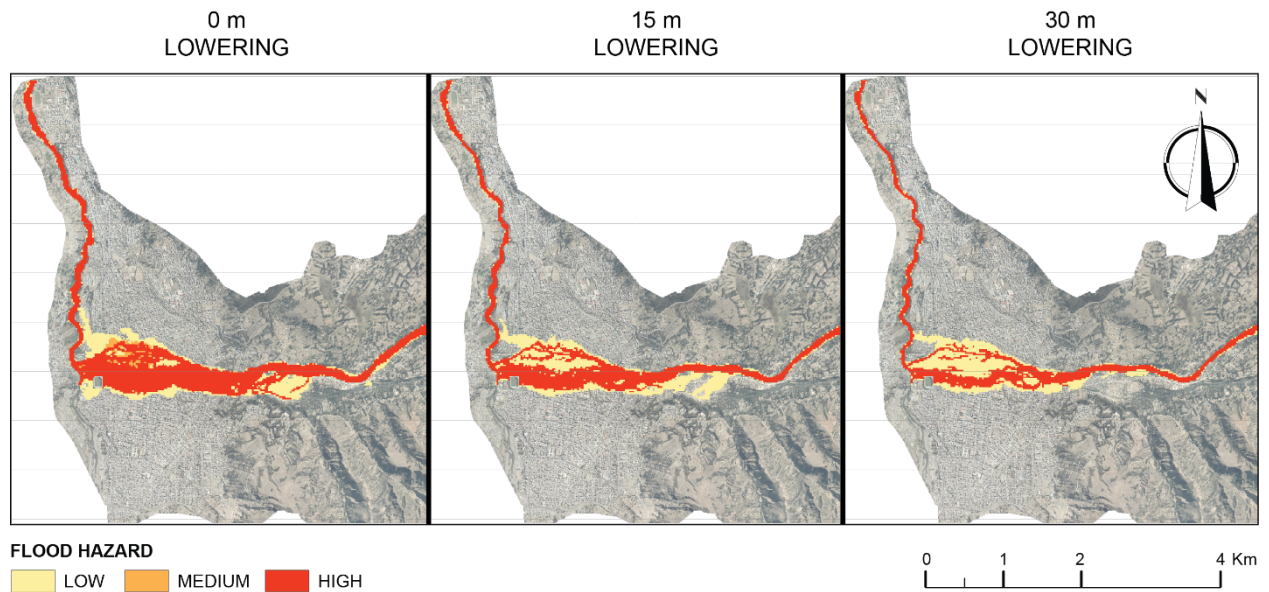 0 m
LOWERING
15 m
LOWERING
30 m
LOWERING
N
FLOOD HAZARD
LOW MEDIUM HIGH
0 1 2 4 Km